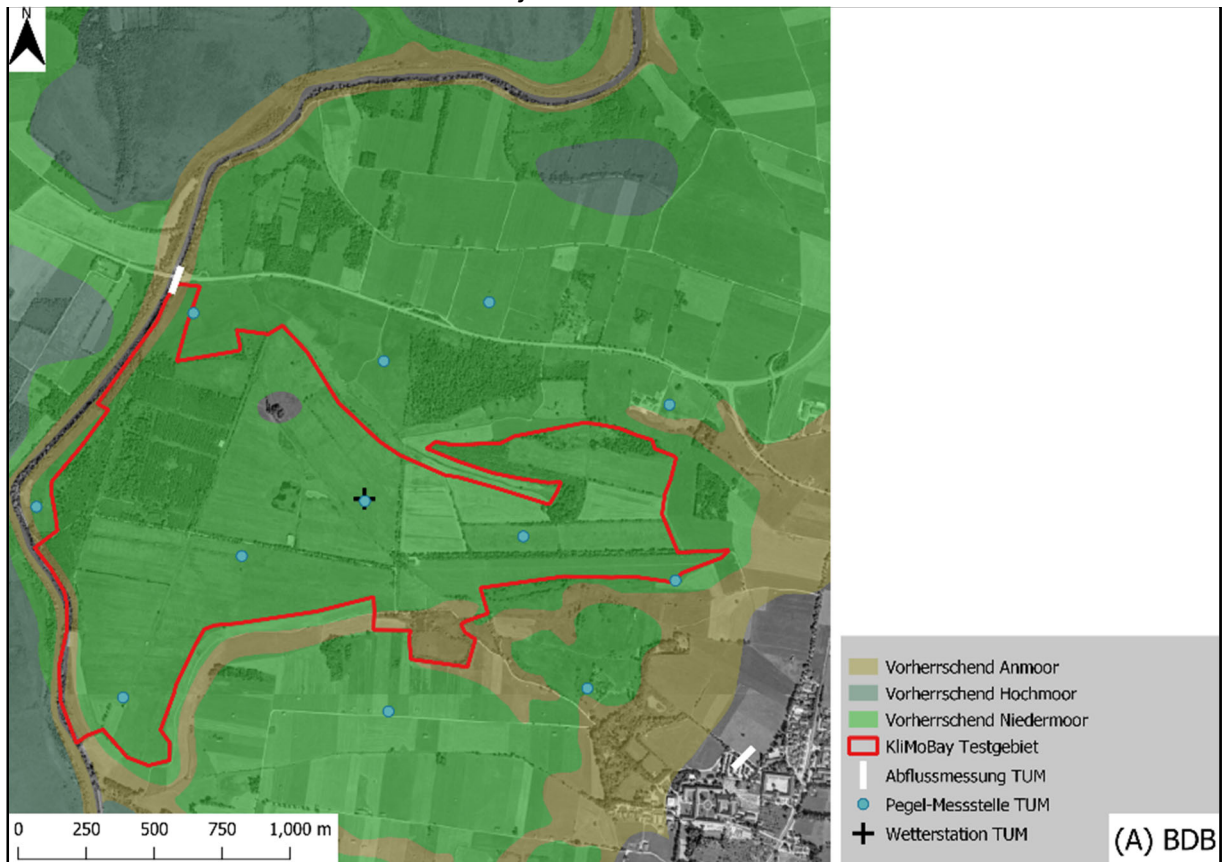 N
Vorherrschend Anmoor
Vorherrschend Hochmoor
Vorherrschend Niedermoor
KliMoBay Testgebiet
Abflussmessung TUM
Pegel-Messstelle TUM
Wetterstation TUM
(A) BDB
0 250 500 750 1,000 m